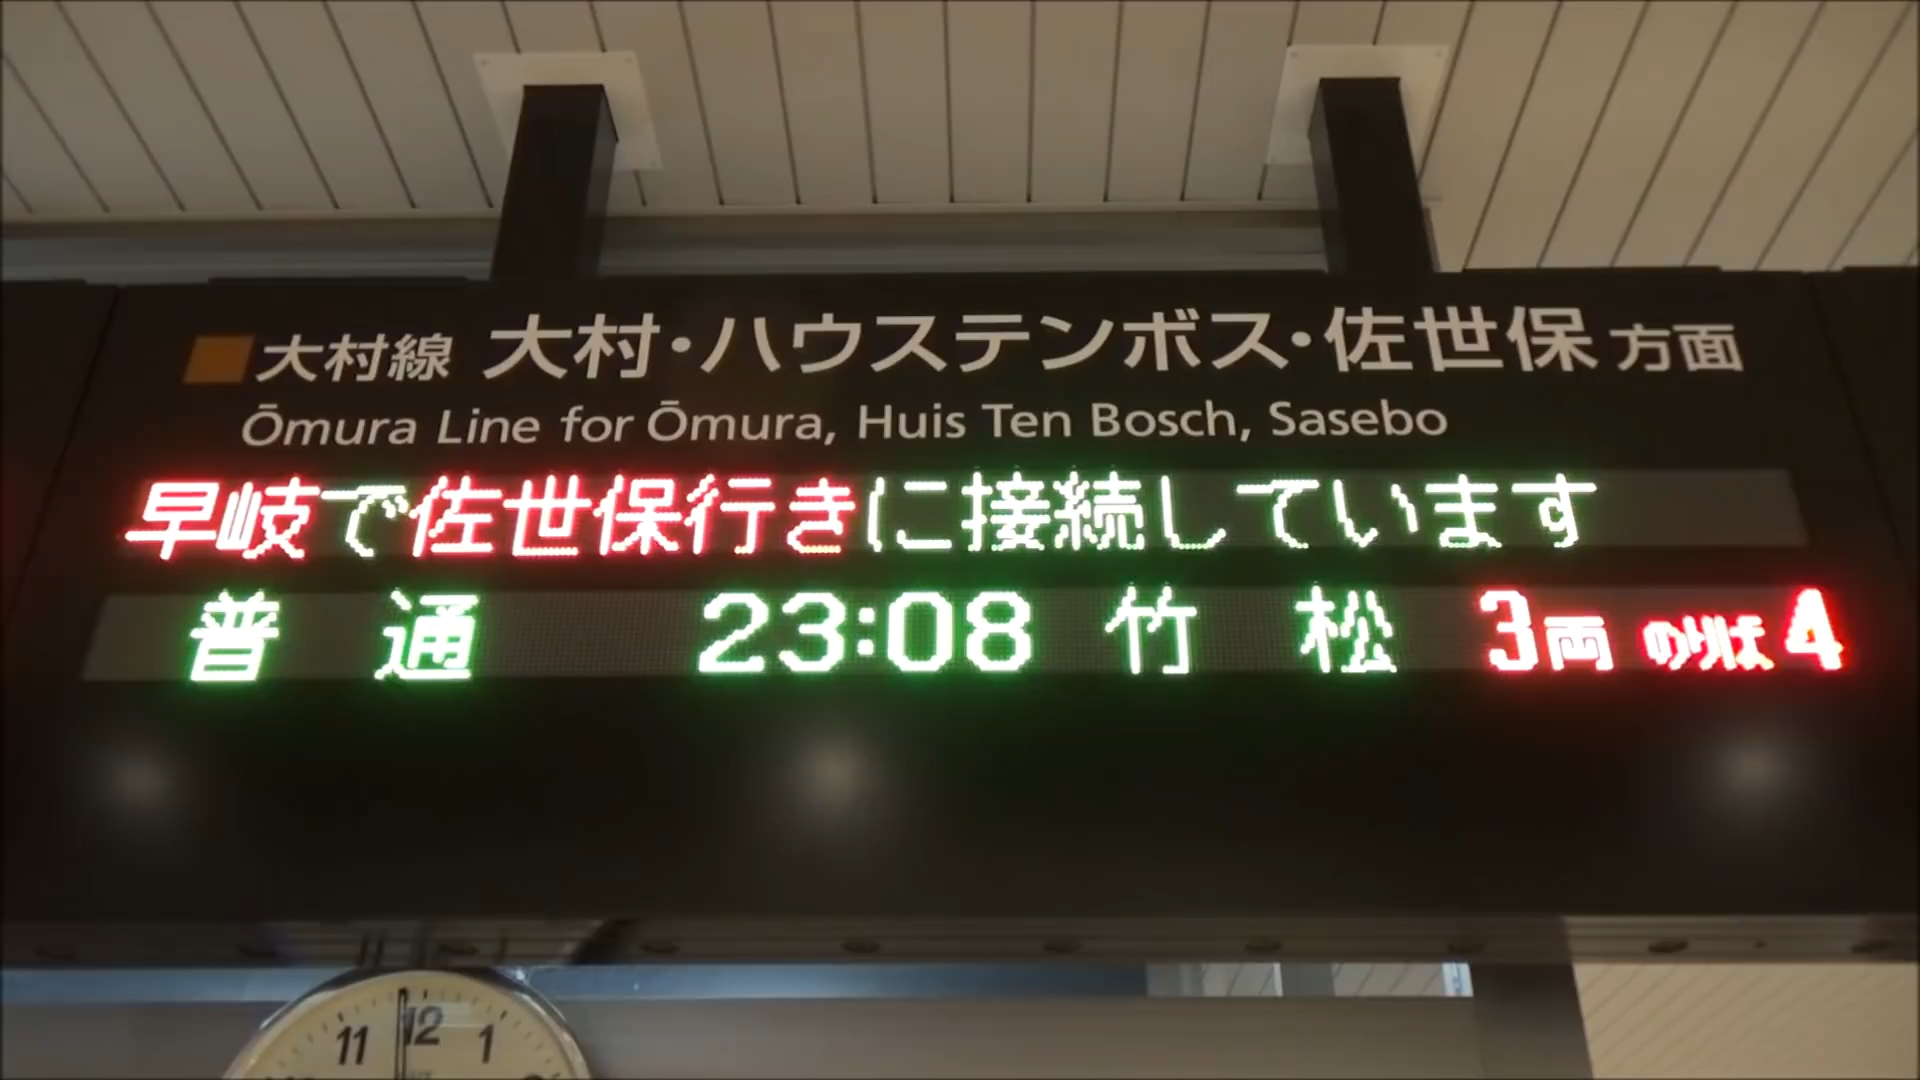 大村線 大村・ハウステンボス・佐世保 方面
Ōmura Line for Ōmura, Huis Ten Bosch, Sasebo
早岐で佐世保行きに接続しています
普通 23:08 竹松 3両 のりば4
11 12 1